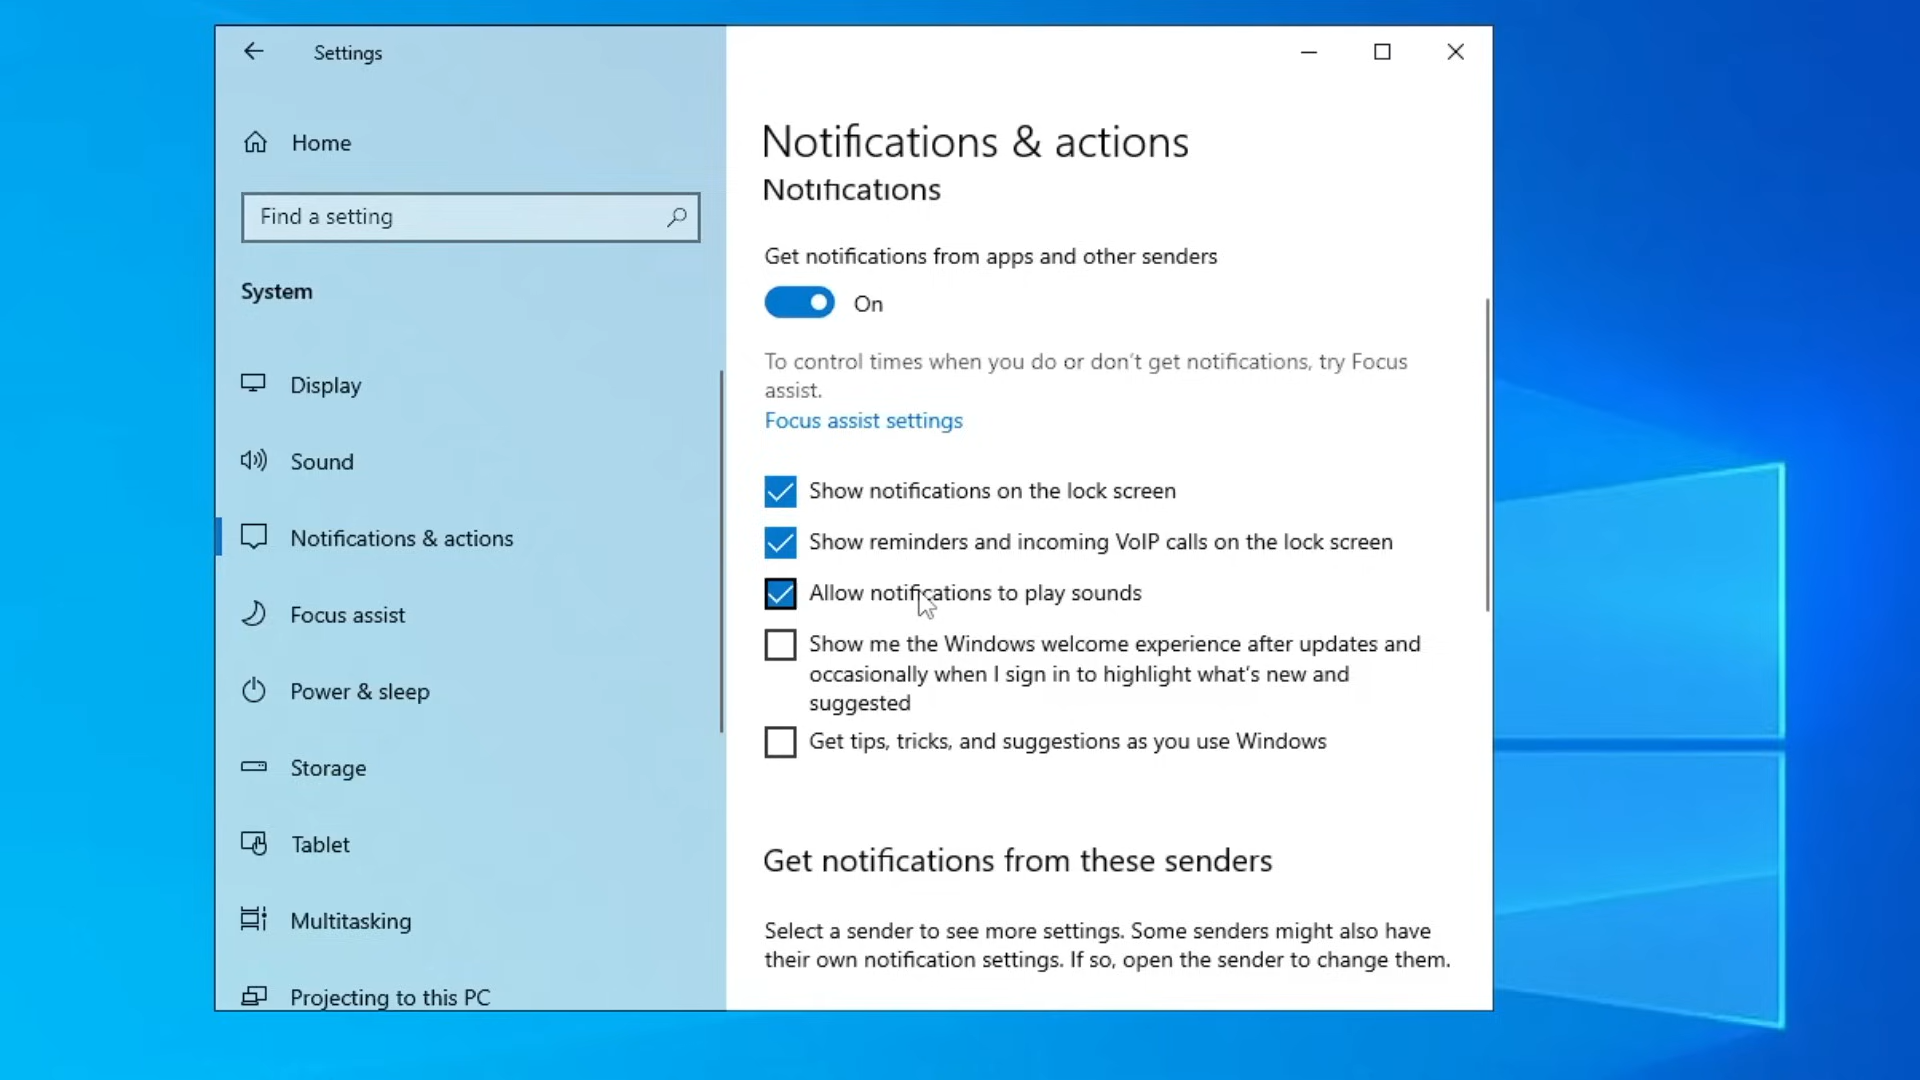 Settings
Home
Find a setting
System
Display
Sound
Notifications & actions
Focus assist
Power & sleep
Storage
Tablet
Multitasking
Projecting to this PC
Notifications & actions
Notifications
Get notifications from apps and other senders
On
To control times when you do or don't get notifications, try Focus
assist.
Focus assist settings
Show notifications on the lock screen
Show reminders and incoming VoIP calls on the lock screen
Allow notifications to play sounds
Show me the Windows welcome experience after updates and
occasionally when I sign in to highlight what's new and
suggested
Get tips, tricks, and suggestions as you use Windows
Get notifications from these senders
Select a sender to see more settings. Some senders might also have
their own notification settings. If so, open the sender to change them.